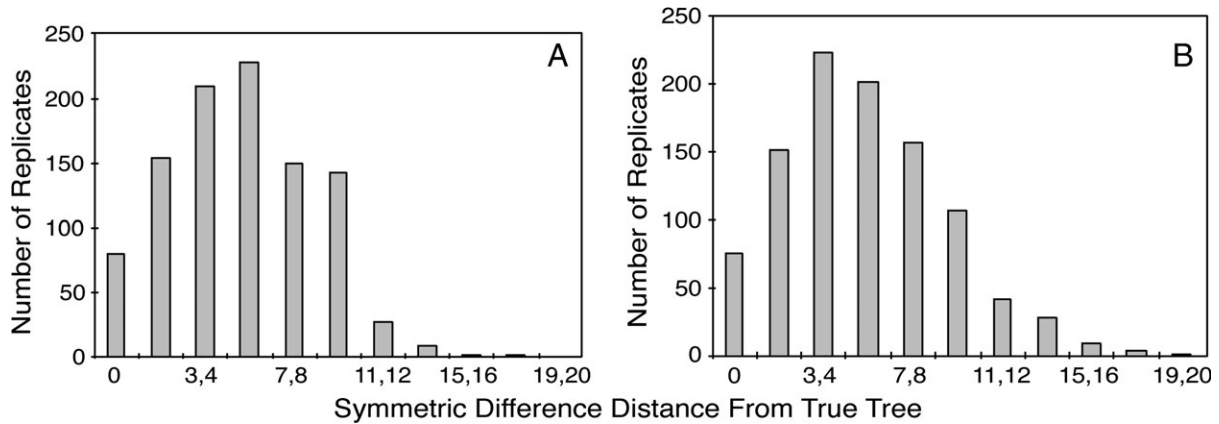 Number of Replicates
250
200
150
100
50
0
A
0 3,4 7,8 11,12 15,16 19,20
Number of Replicates
250
200
150
100
50
0
B
0 3,4 7,8 11,12 15,16 19,20
Symmetric Difference Distance From True Tree